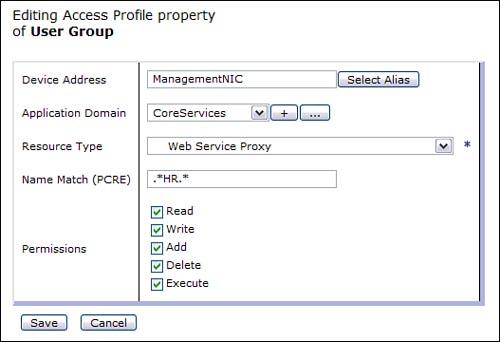 Editing Access Profile property
of User Group
Device Address ManagementNIC Select Alias
Application Domain CoreServices + ...
Resource Type Web Service Proxy *
Name Match (PCRE) .*HR.*
Read
Write
Permissions Add
Delete
Execute
Save Cancel